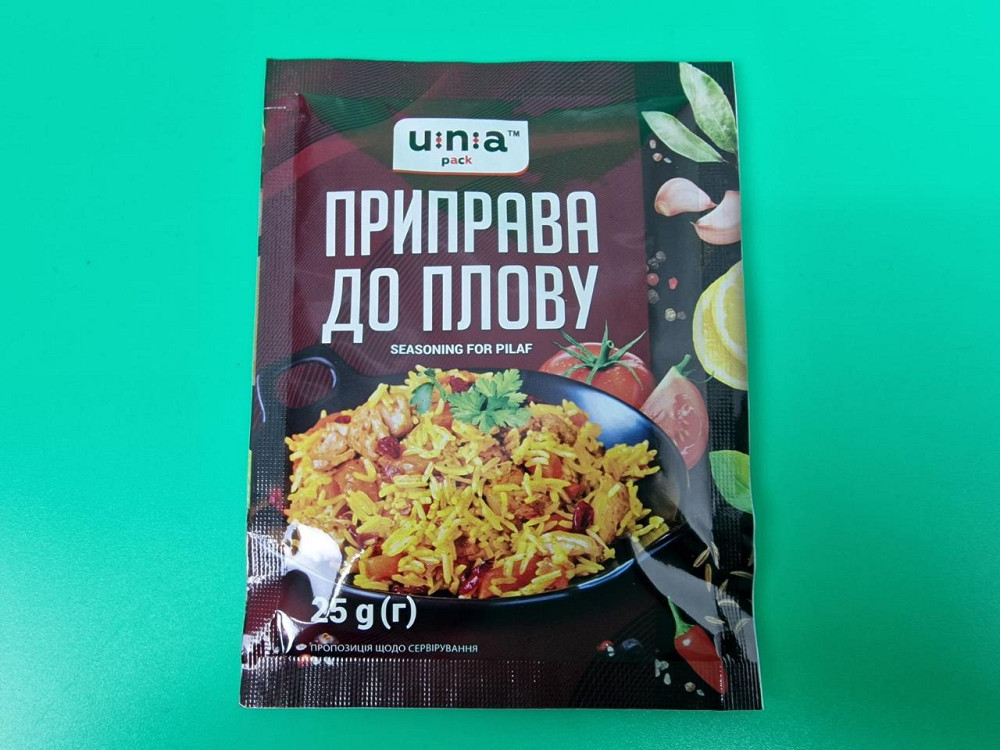 u:n:a™
pack
ПРИПРАВА
ДО ПЛОВУ
SEASONING FOR PILAF
25 g (г)
ПРОПОЗИЦІЯ ЩОДО СЕРВІРУВАННЯ